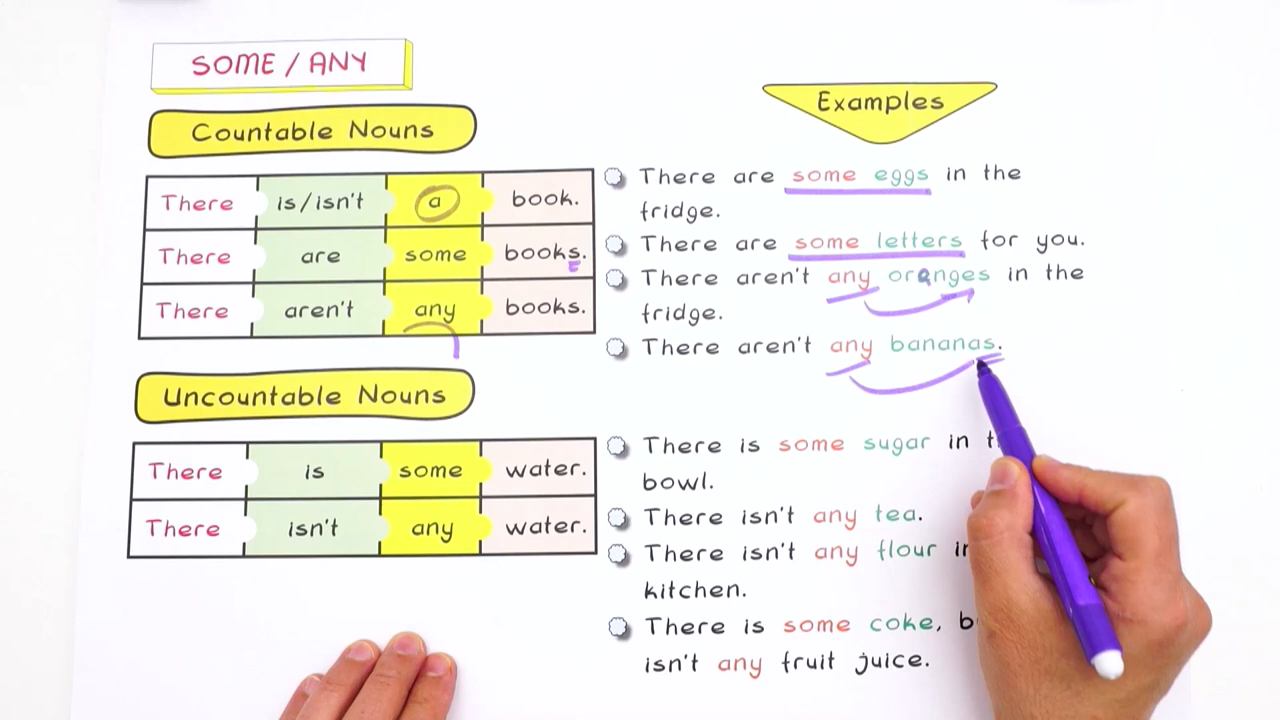 SOME / ANY
Countable Nouns
There is/isn't a book.
There are some books.
There aren't any books.
Uncountable Nouns
There is some water.
There isn't any water.
Examples
There are some eggs in the
fridge.
There are some letters for you.
There aren't any oranges in the
fridge.
There aren't any bananas.
There is some sugar in
bowl.
There isn't any tea.
There isn't any flour
kitchen.
There is some coke,
isn't any fruit juice.